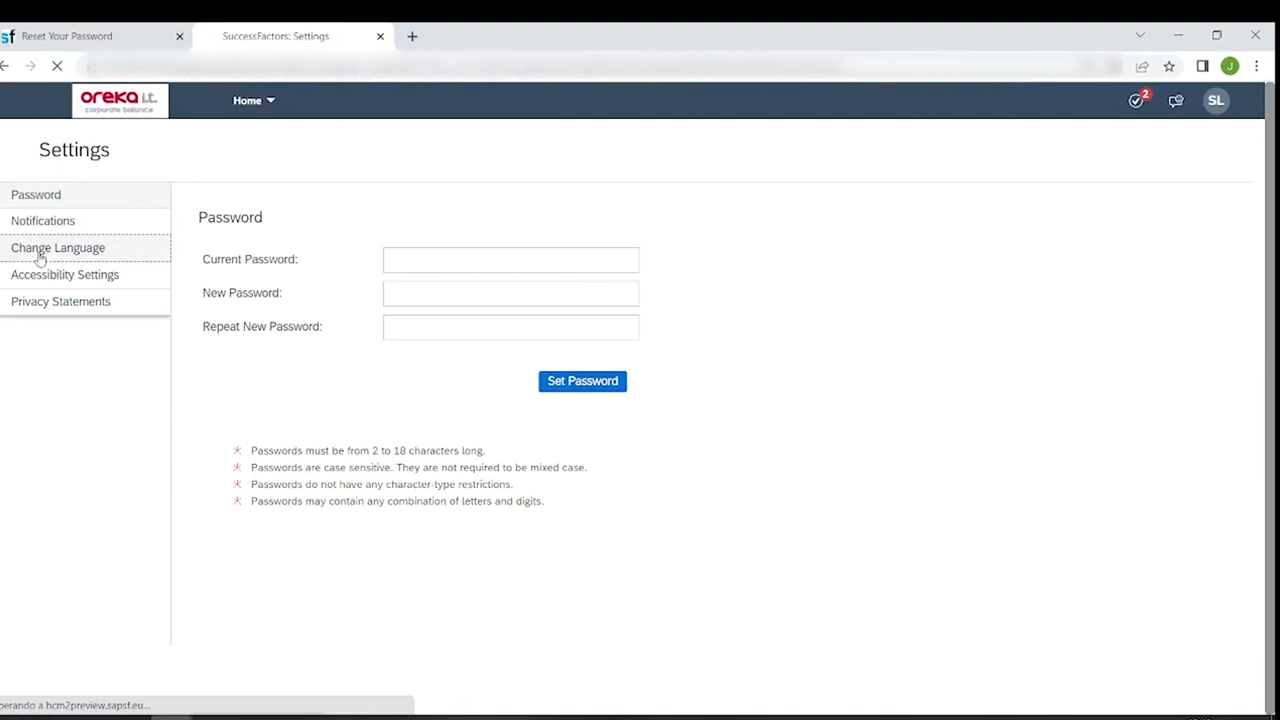 sf Reset Your Password
SuccessFactors: Settings
J
oreka i.t.
corporate balance
Home
2
SL
Settings
Password
Notifications
Change Language
Accessibility Settings
Privacy Statements
Password
Current Password:
New Password:
Repeat New Password:
Set Password
Passwords must be from 2 to 18 characters long.
Passwords are case sensitive. They are not required to be mixed case.
Passwords do not have any character-type restrictions.
Passwords may contain any combination of letters and digits.
perando a hcm2preview.sapsf.eu...